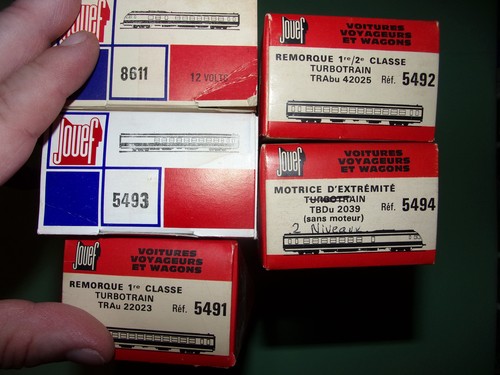 Jouef
8611
12 VOLTS
Jouef
5493
Jouef
VOITURES
VOYAGEURS
ET WAGONS
REMORQUE 1re CLASSE
TURBOTRAIN
TRAu 22023
Réf. 5491
Jouef
VOITURES
VOYAGEURS
ET WAGONS
REMORQUE 1re/2e CLASSE
TURBOTRAIN
TRAbu 42025
Réf. 5492
Jouef
VOITURES
VOYAGEURS
ET WAGONS
MOTRICE D'EXTRÉMITÉ
TURBOTRAIN
TBDu 2039
(sans moteur)
Réf. 5494
2 Niveaux